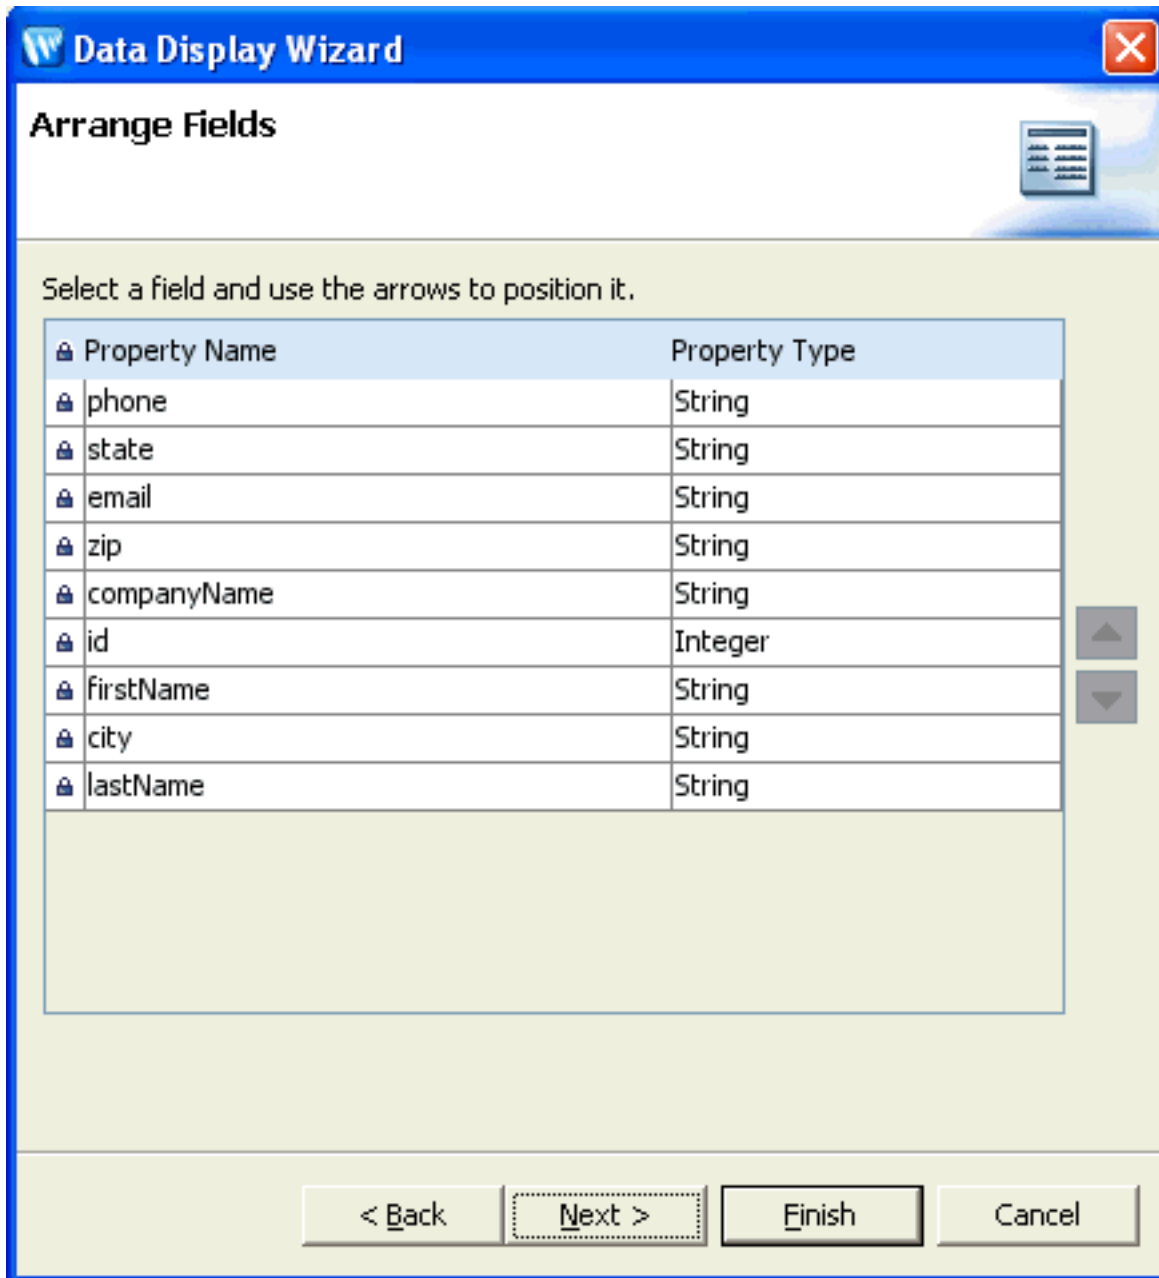 Data Display Wizard
Arrange Fields
Select a field and use the arrows to position it.
Property Name Property Type
phone String
state String
email String
zip String
companyName String
id Integer
firstName String
city String
lastName String
< Back Next > Finish Cancel